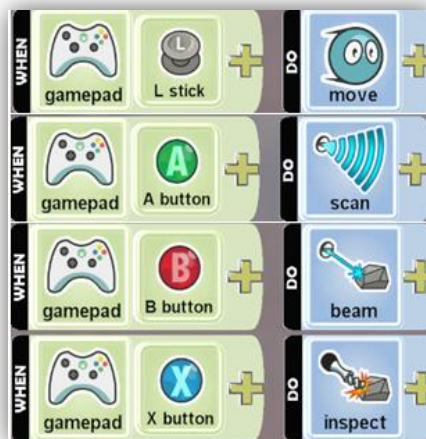 WHEN gamepad L L stick DO move
WHEN gamepad A A button DO scan
WHEN gamepad B B button DO beam
WHEN gamepad X X button DO inspect